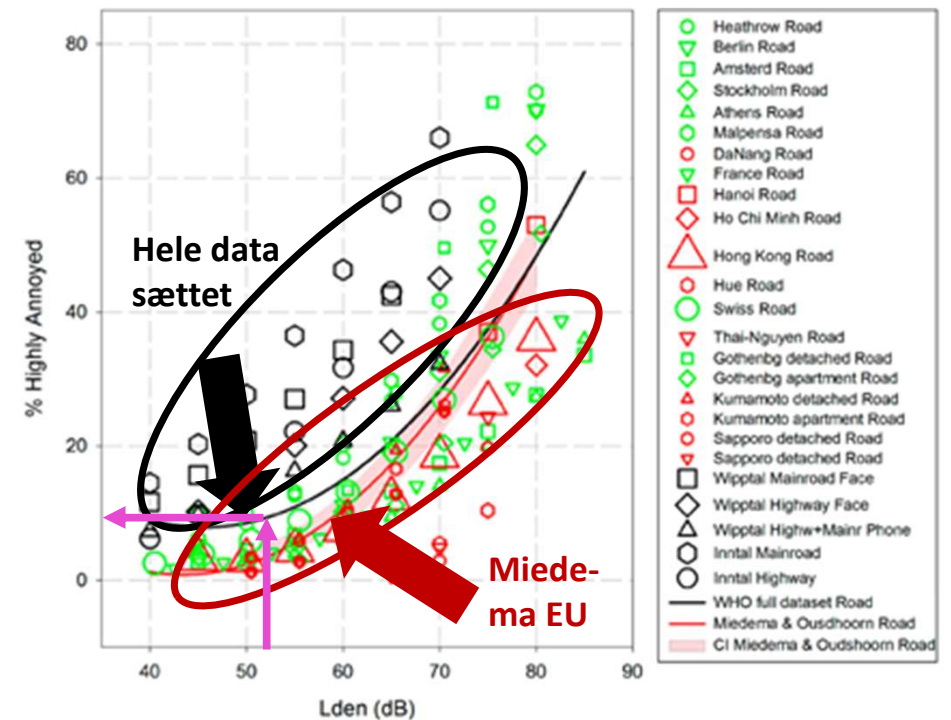 80
60
40
20
0
% Highly Annoyed
40 50 60 70 80 90
Lden (dB)
Hele data
sættet
Miede-
ma EU
Heathrow Road
Berlin Road
Amsterd Road
Stockholm Road
Athens Road
Malpensa Road
DaNang Road
France Road
Hanoi Road
Ho Chi Minh Road
Hong Kong Road
Hue Road
Swiss Road
Thai-Nguyen Road
Gothenbg detached Road
Gothenbg apartment Road
Kumamoto detached Road
Kumamoto apartment Road
Sapporo detached Road
Sapporo detached Road
Wipptal Mainroad Face
Wipptal Highway Face
Wipptal Highw+Mainr Phone
Inntal Mainroad
Inntal Highway
WHO full dataset Road
Miedema & Ousdhoorn Road
CI Miedema & Oudshoorn Road